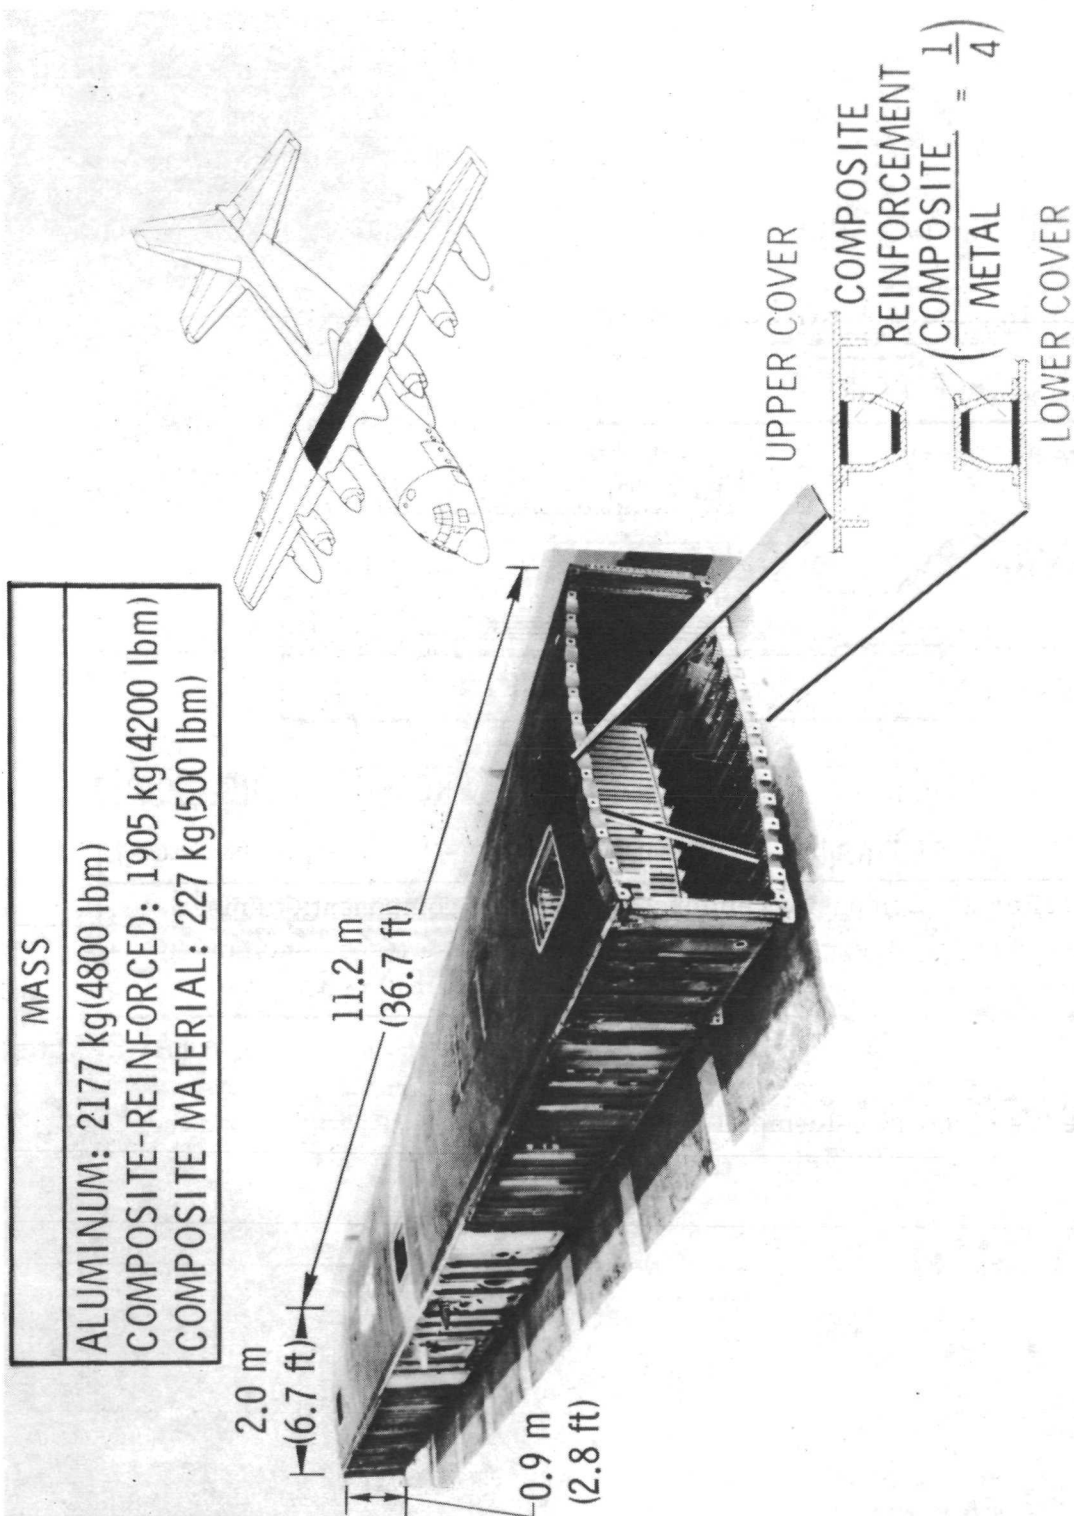 MASS
ALUMINUM: 2177 kg(4800 lbm)
COMPOSITE-REINFORCED: 1905 kg(4200 lbm)
COMPOSITE MATERIAL: 227 kg(500 lbm)
2.0 m
(6.7 ft)
11.2 m
(36.7 ft)
0.9 m
(2.8 ft)
UPPER COVER
COMPOSITE
REINFORCEMENT
(COMPOSITE / METAL = 1/4)
LOWER COVER